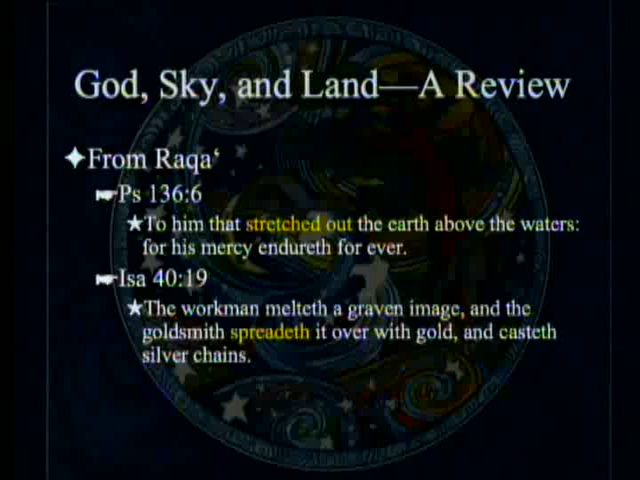 God, Sky, and Land—A Review
From Raqa‘
Ps 136:6
To him that stretched out the earth above the waters:
for his mercy endureth for ever.
Isa 40:19
The workman melteth a graven image, and the
goldsmith spreadeth it over with gold, and casteth
silver chains.